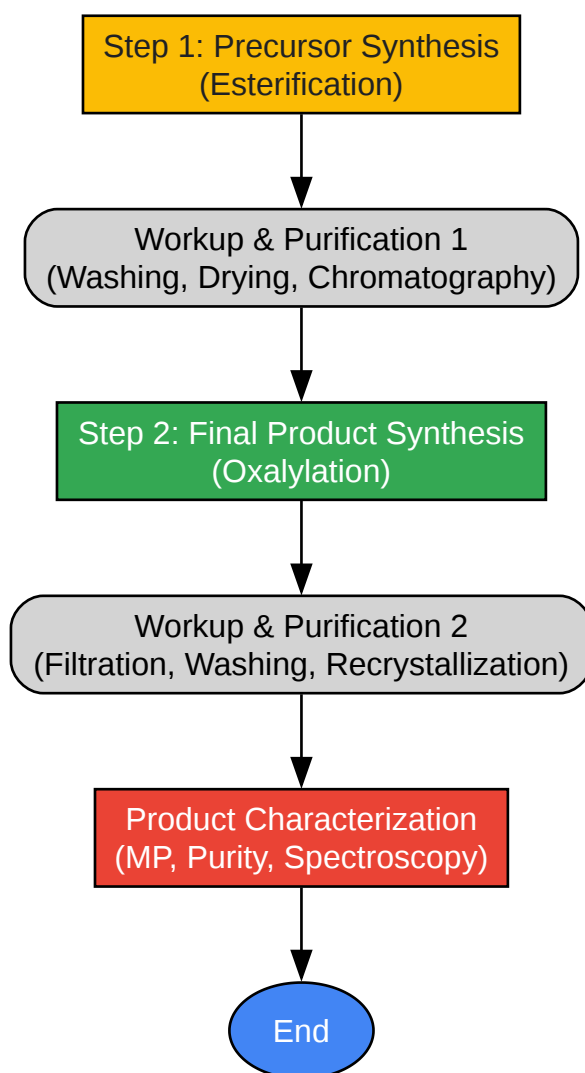 Step 1: Precursor Synthesis
(Esterification)
Workup & Purification 1
(Washing, Drying, Chromatography)
Step 2: Final Product Synthesis
(Oxalylation)
Workup & Purification 2
(Filtration, Washing, Recrystallization)
Product Characterization
(MP, Purity, Spectroscopy)
End